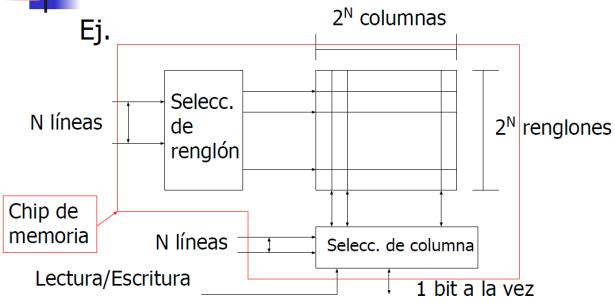 Ej.
2^N columnas
N líneas
Selecc.
de
renglón
2^N renglones
Chip de
memoria
N líneas
Selecc. de columna
Lectura/Escritura
1 bit a la vez